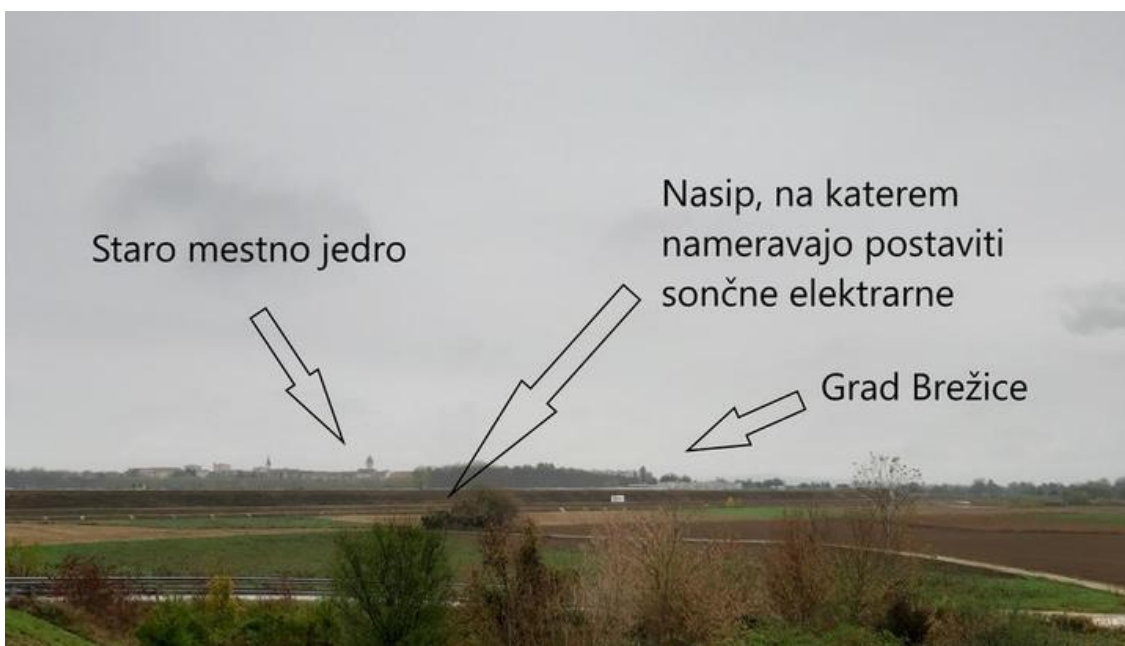 Staro mestno jedro
Nasip, na katerem
nameravajo postaviti
sončne elektrarne
Grad Brežice